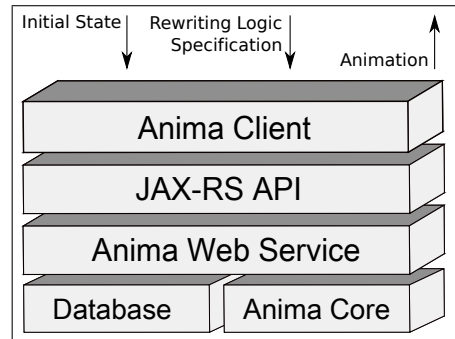 Initial State
Rewriting Logic
Specification
Animation
Anima Client
JAX-RS API
Anima Web Service
Database
Anima Core